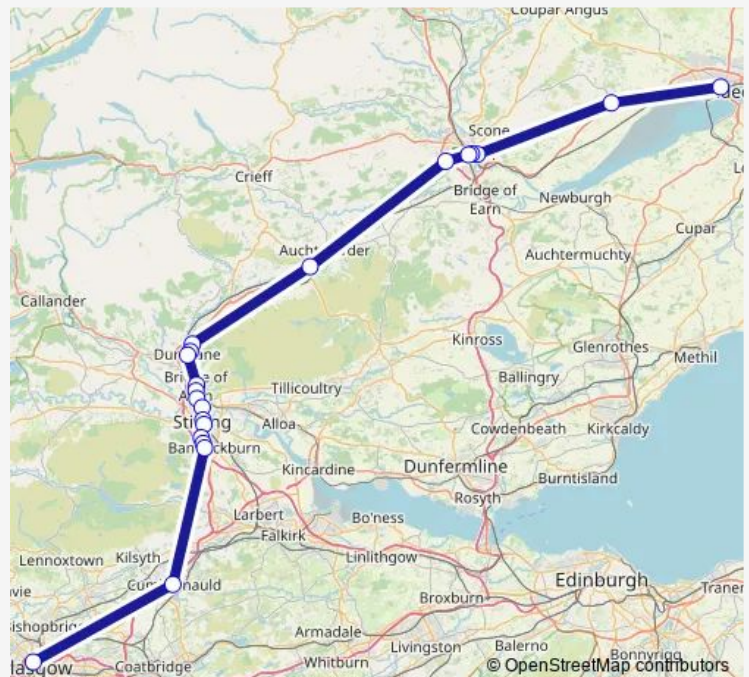 Coupar Angus
Scone
Crieff
Bridge of
Earn
Newburgh
Cupar
Auchtermuchty
Callander
Kinross
Glenrothes
Methil
Ballingry
Tillicoultry
Alloa
Cowdenbeath
Kirkcaldy
Kincardine
Dunfermline
Burntisland
Rosyth
Larbert
Bo'ness
Falkirk
Linlithgow
Lennoxtown
Kilsyth
Edinburgh
Broxburn
Armadale
Livingston
Balerno
Bonnyrigg
Coatbridge
Whitburn
© OpenStreetMap contributors